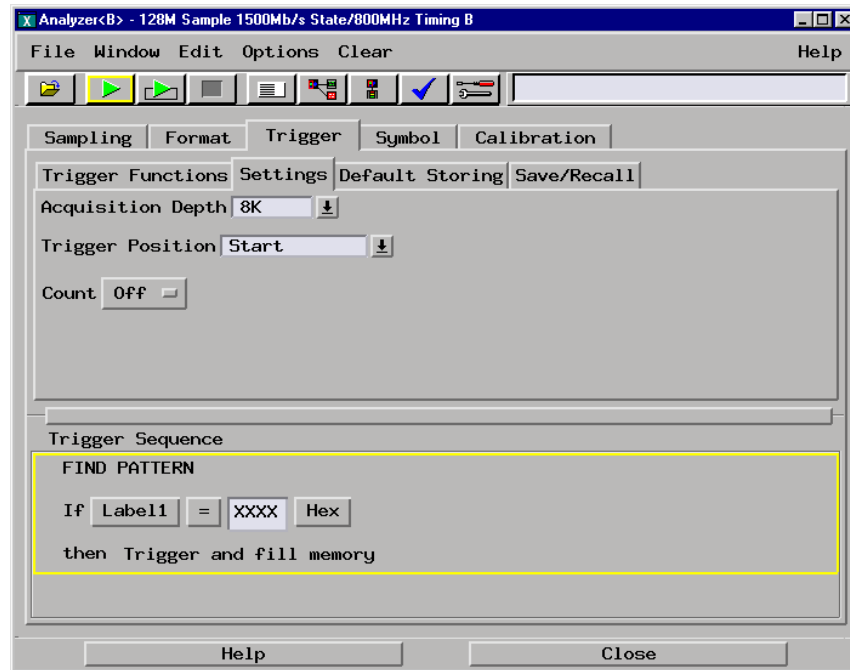 Analyzer<B> - 128M Sample 1500Mb/s State/800MHz Timing B
File Window Edit Options Clear Help
Sampling Format Trigger Symbol Calibration
Trigger Functions Settings Default Storing Save/Recall
Acquisition Depth 8K
Trigger Position Start
Count Off
Trigger Sequence
FIND PATTERN
If Label1 = XXXX Hex
then Trigger and fill memory
Help Close